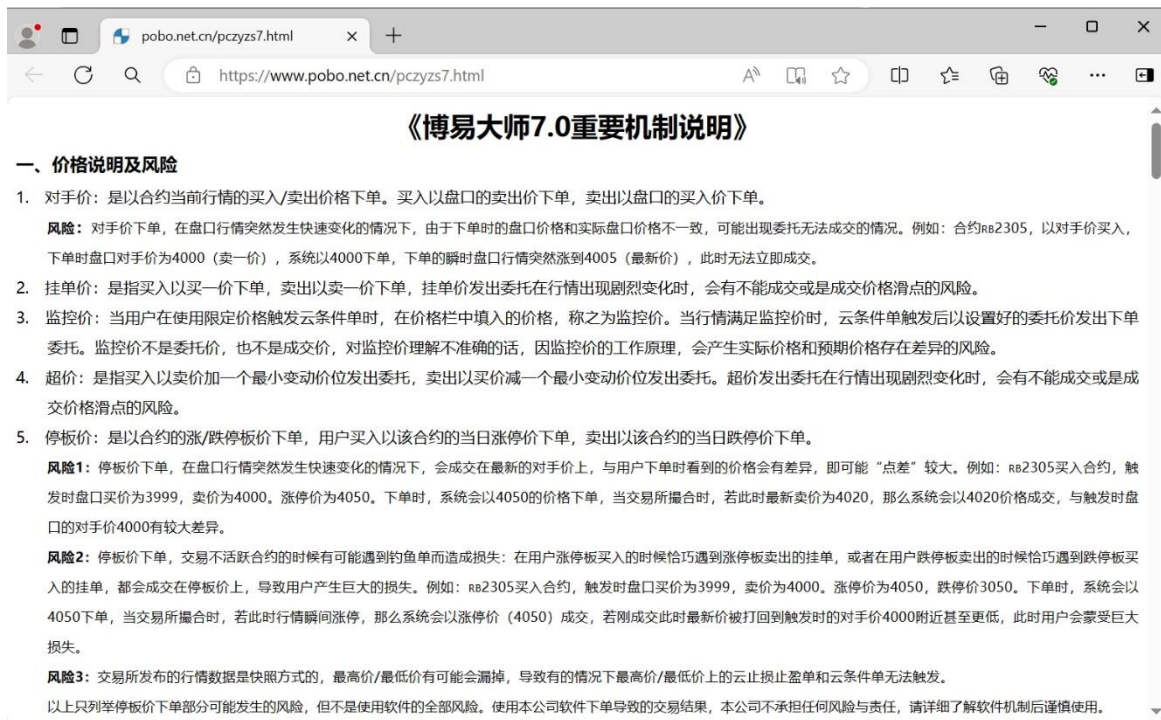 pobo.net.cn/pczyzs7.html
https://www.pobo.net.cn/pczyzs7.html
《博易大师7.0重要机制说明》
一、价格说明及风险
1. 对手价：是以合约当前行情的买入/卖出价格下单。买入以盘口的卖出价下单，卖出以盘口的买入价下单。
风险：对手价下单，在盘口行情突然发生快速变化的情况下，由于下单时的盘口价格和实际盘口价格不一致，可能出现委托无法成交的情况。例如：合约RB2305，以对手价买入，
下单时盘口对手价为4000（卖一价），系统以4000下单，下单的瞬时盘口行情突然涨到4005（最新价），此时无法立即成交。
2. 挂单价：是指买入以买一价下单，卖出以卖一价下单，挂单价发出委托在行情出现剧烈变化时，会有不能成交或是成交价格滑点的风险。
3. 监控价：当用户在使用限定价格触发云条件单时，在价格栏中填入的价格，称之为监控价。当行情满足监控价时，云条件单触发后以设置好的委托价发出下单
委托。监控价不是委托价，也不是成交价，对监控价理解不准确的话，因监控价的工作原理，会产生实际价格和预期价格存在差异的风险。
4. 超价：是指买入以卖价加一个最小变动价位发出委托，卖出以买价减一个最小变动价位发出委托。超价发出委托在行情出现剧烈变化时，会有不能成交或是成
交价格滑点的风险。
5. 停板价：是以合约的涨/跌停板价下单，用户买入以该合约的当日涨停价下单，卖出以该合约的当日跌停价下单。
风险1：停板价下单，在盘口行情突然发生快速变化的情况下，会成交在最新的对手价上，与用户下单时看到的价格会有差异，即可能“点差”较大。例如：RB2305买入合约，触
发时盘口买价为3999，卖价为4000。涨停价为4050。下单时，系统会以4050的价格下单，当交易所撮合时，若此时最新卖价为4020，那么系统会以4020价格成交，与触发时盘
口的对手价4000有较大差异。
风险2：停板价下单，交易不活跃合约的时候有可能遇到钓鱼单而造成损失：在用户涨停板买入的时候恰巧遇到涨停板卖出的挂单，或者在用户跌停板卖出的时候恰巧遇到跌停板买
入的挂单，都会成交在停板价上，导致用户产生巨大的损失。例如：RB2305买入合约，触发时盘口买价为3999，卖价为4000。涨停价为4050，跌停价3050。下单时，系统会以
4050下单，当交易所撮合时，若此时行情瞬间涨停，那么系统会以涨停价（4050）成交，若刚成交此时最新价被打回到触发时的对手价4000附近甚至更低，此时用户会蒙受巨大
损失。
风险3：交易所发布的行情数据是快照方式的，最高价/最低价有可能会漏掉，导致有的情况下最高价/最低价上的云止损止盈单和云条件单无法触发。
以上只列举停板价下单部分可能发生的风险，但不是使用软件的全部风险。使用本公司软件下单导致的交易结果，本公司不承担任何风险与责任，请详细了解软件机制后谨慎使用。